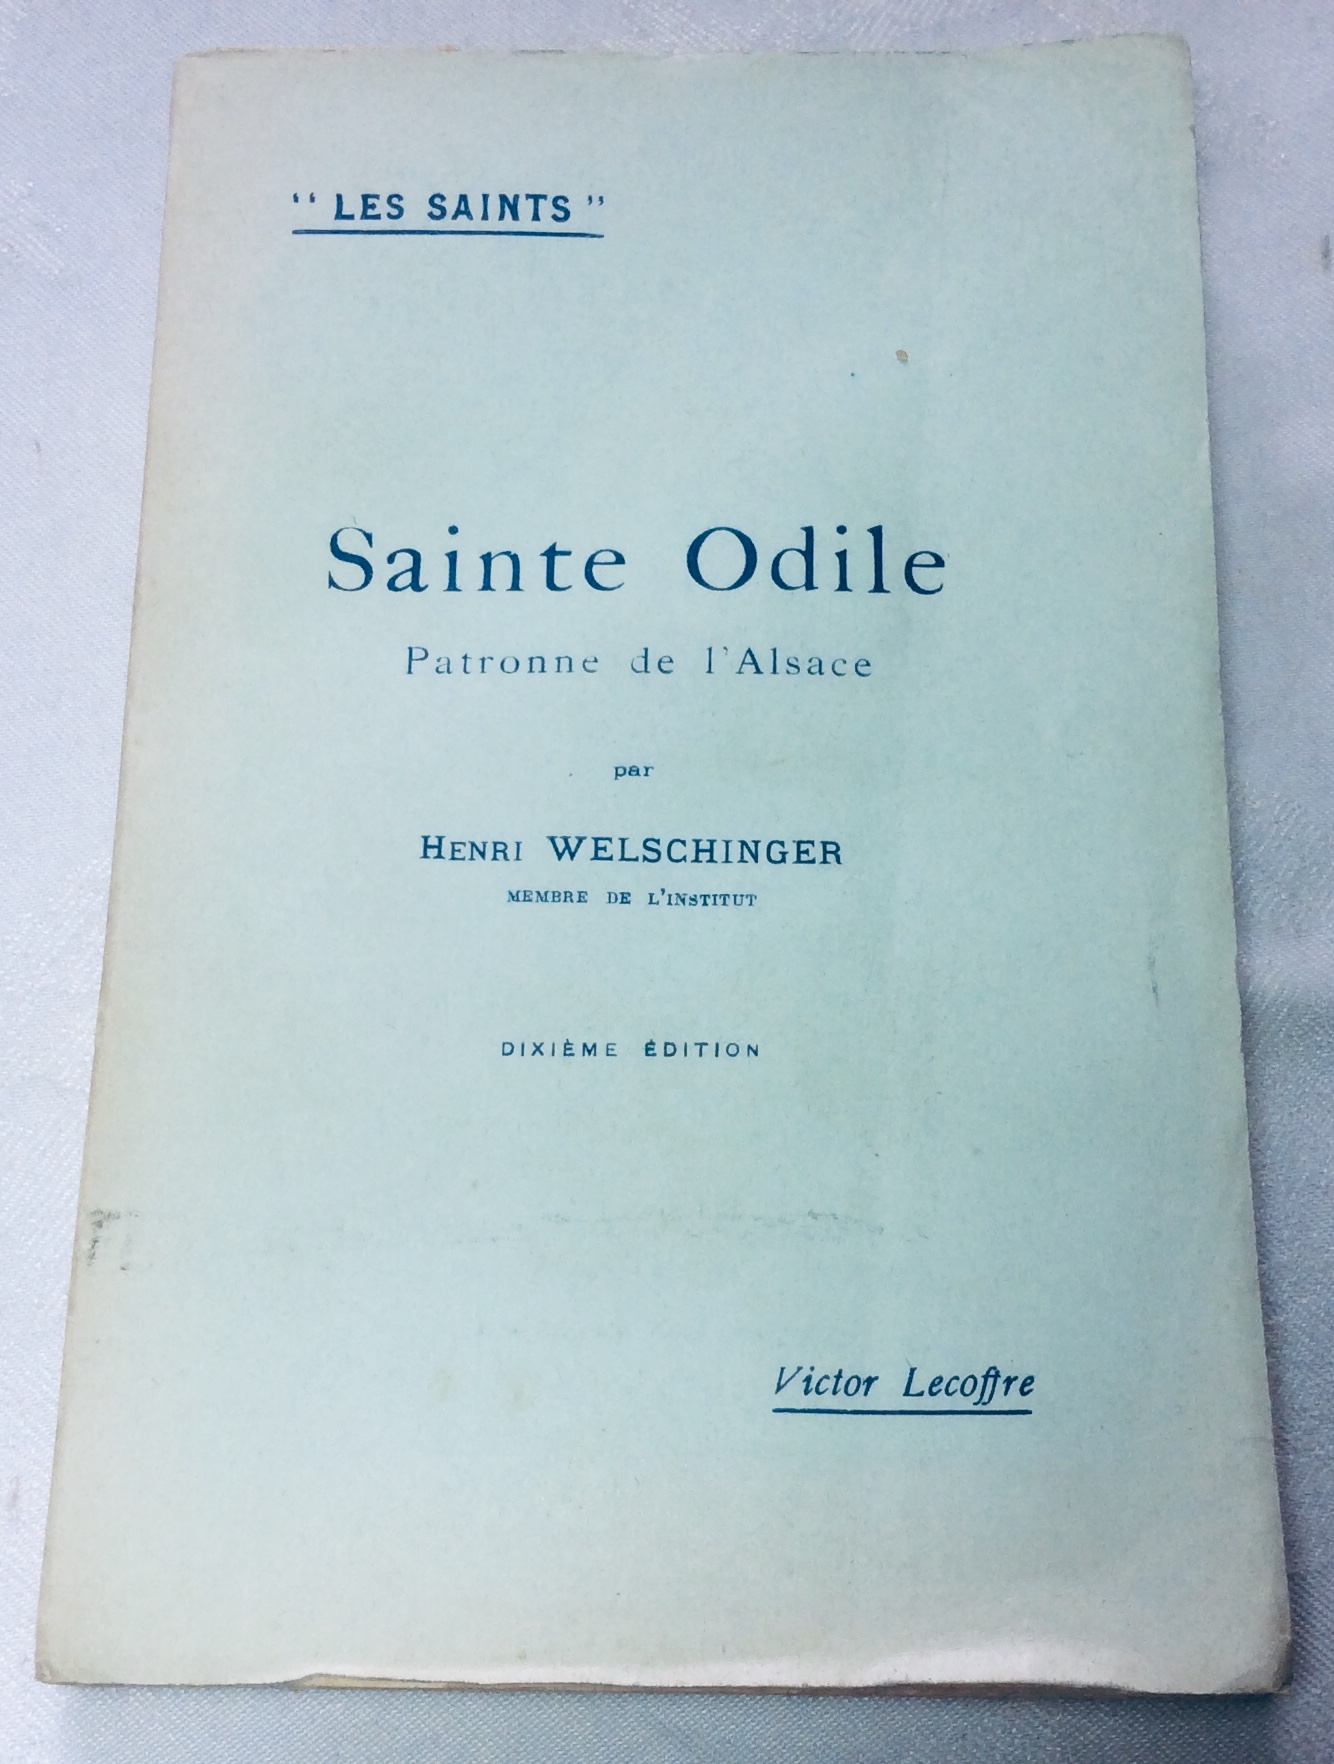 “ LES SAINTS ”
Sainte Odile
Patronne de l'Alsace
par
HENRI WELSCHINGER
MEMBRE DE L'INSTITUT
DIXIÈME ÉDITION
Victor Lecoffre